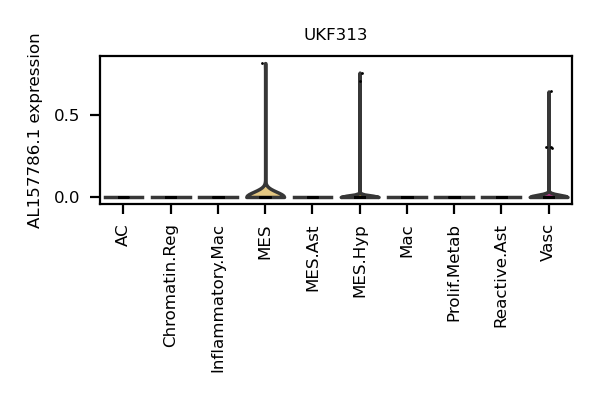 UKF313
AL157786.1 expression
0.5
0.0
AC
Chromatin.Reg
Inflammatory.Mac
MES
MES.Ast
MES.Hyp
Mac
Prolif.Metab
Reactive.Ast
Vasc